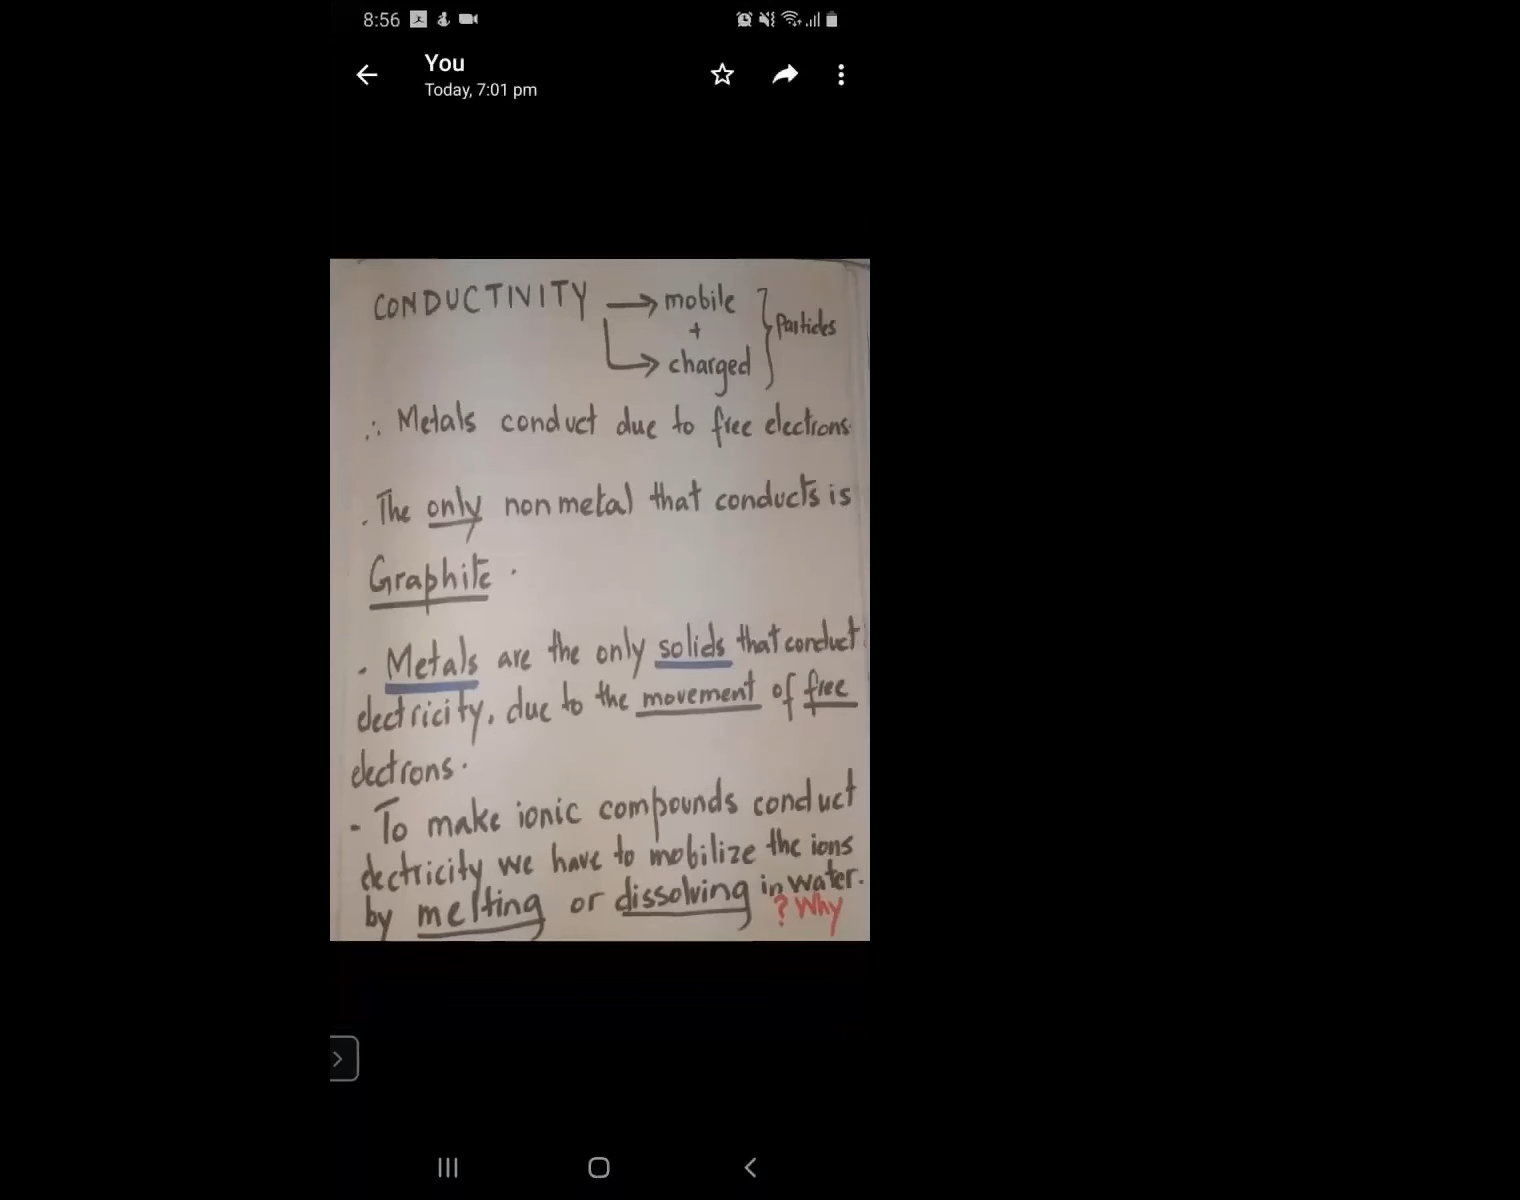 8:56
You
Today, 7:01 pm
CONDUCTIVITY → mobile
+
charged
Particles
∴ Metals conduct due to free electrons.
. The only non metal that conducts is
Graphite .
- Metals are the only solids that conduct
electricity, due to the movement of free
electrons.
- To make ionic compounds conduct
electricity we have to mobilize the ions
by melting or dissolving in water.
? Why